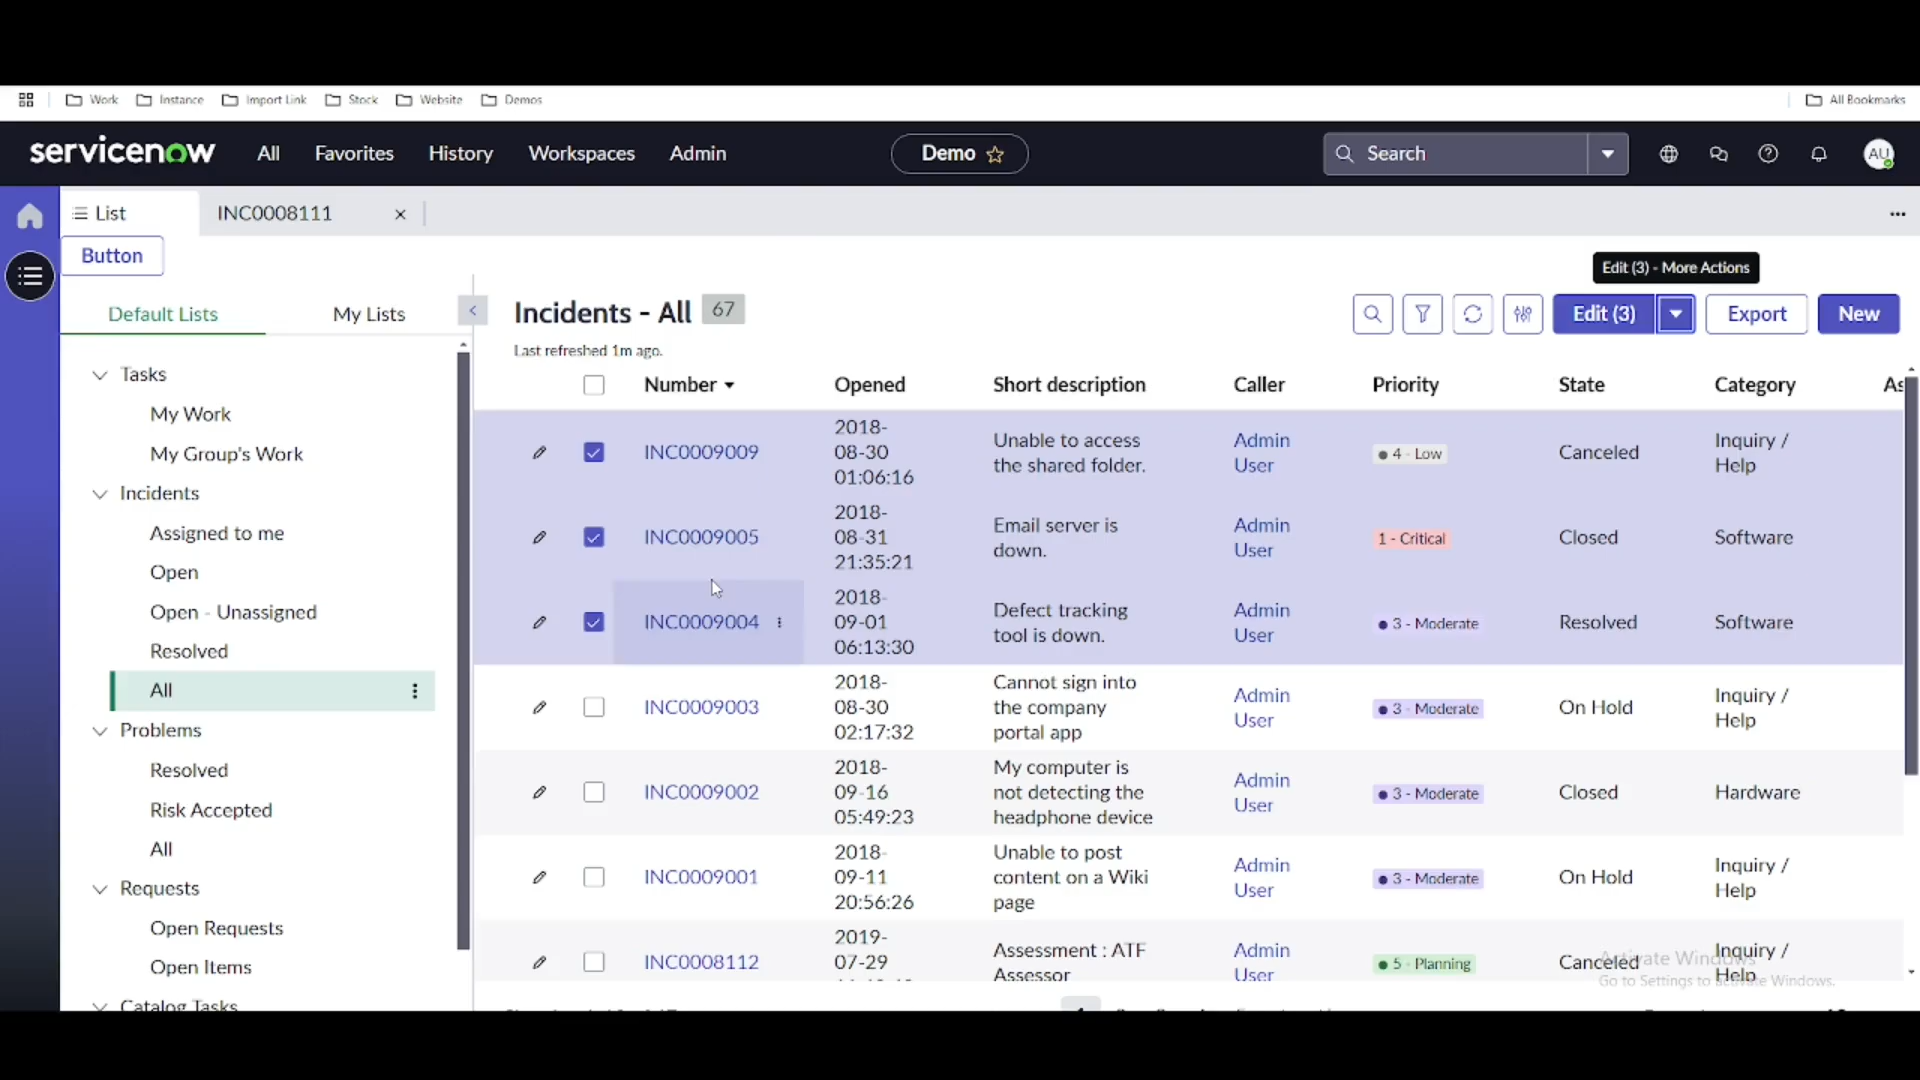 Work Instance Import Link Stock Website Demos All Bookmarks
servicenow All Favorites History Workspaces Admin Demo Search AU
List INC0008111
Button
Edit (3) - More Actions
Default Lists My Lists
Incidents - All 67
Edit (3) Export New
Last refreshed 1m ago.
Number Opened Short description Caller Priority State Category As
Tasks
My Work
My Group's Work
Incidents
Assigned to me
Open
Open - Unassigned
Resolved
All
Problems
Resolved
Risk Accepted
All
Requests
Open Requests
Open Items
Catalog Tasks
INC0009009
2018-
08-30
01:06:16
Unable to access
the shared folder.
Admin
User
4 - Low
Canceled
Inquiry /
Help
INC0009005
2018-
08-31
21:35:21
Email server is
down.
Admin
User
1 - Critical
Closed
Software
INC0009004
2018-
09-01
06:13:30
Defect tracking
tool is down.
Admin
User
3 - Moderate
Resolved
Software
INC0009003
2018-
08-30
02:17:32
Cannot sign into
the company
portal app
Admin
User
3 - Moderate
On Hold
Inquiry /
Help
INC0009002
2018-
09-16
05:49:23
My computer is
not detecting the
headphone device
Admin
User
3 - Moderate
Closed
Hardware
INC0009001
2018-
09-11
20:56:26
Unable to post
content on a Wiki
page
Admin
User
3 - Moderate
On Hold
Inquiry /
Help
INC0008112
2019-
07-29
Assessment : ATF
Assessor
Admin
User
5 - Planning
Canceled
Inquiry /
Help
Activate Windows
Go to Settings to activate Windows.